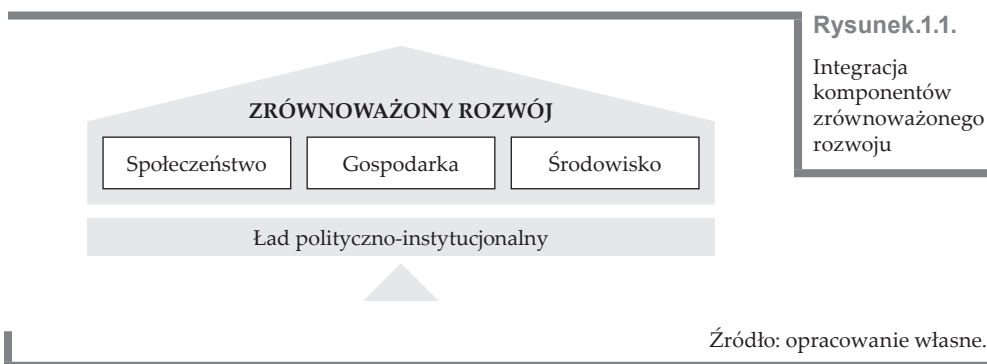 Rysunek.1.1.
Integracja
komponentów
zrównoważonego
rozwoju
ZRÓWNOWAŻONY ROZWÓJ
Społeczeństwo
Gospodarka
Środowisko
Ład polityczno-instytucjonalny
Źródło: opracowanie własne.